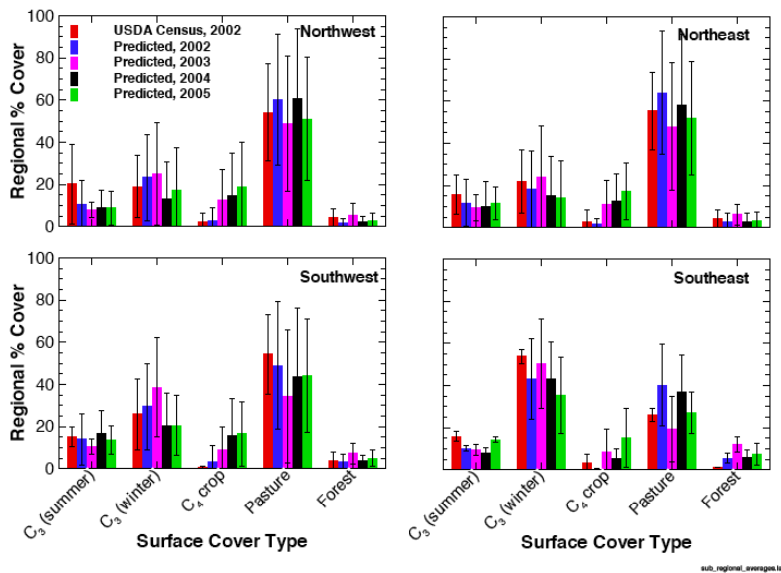 100
80
60
40
20
0
Regional % Cover
USDA Census, 2002
Predicted, 2002
Predicted, 2003
Predicted, 2004
Predicted, 2005
Northwest
Northeast
100
80
60
40
20
0
Regional % Cover
Southwest
Southeast
C3 (summer)
C3 (winter)
C4 crop
Pasture
Forest
C3 (summer)
C3 (winter)
C4 crop
Pasture
Forest
Surface Cover Type
Surface Cover Type